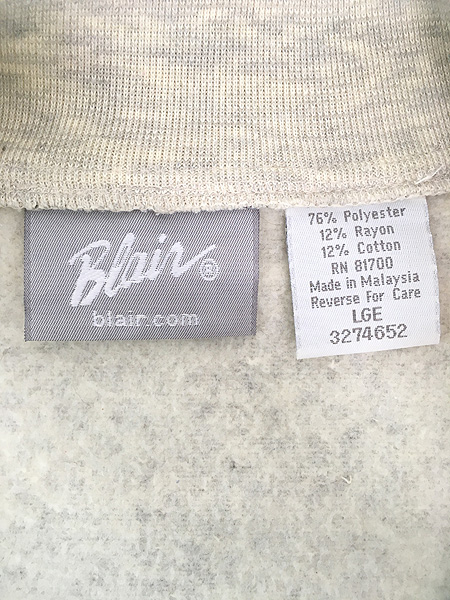 Blair®
blair.com
76% Polyester
12% Rayon
12% Cotton
RN 81700
Made in Malaysia
Reverse For Care
LGE
3274652